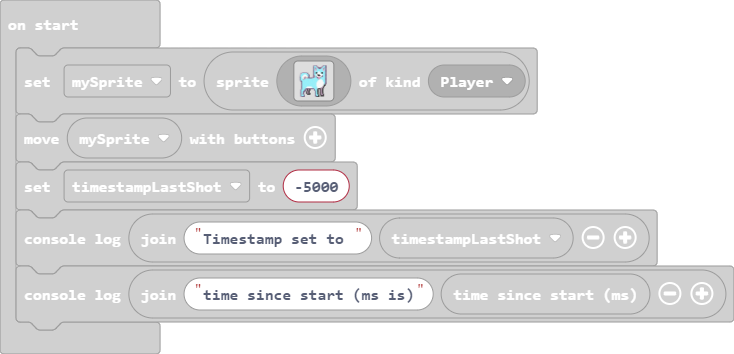 on start
set mySprite to sprite of kind Player
move mySprite with buttons
set timestampLastShot to -5000
console log join "Timestamp set to " timestampLastShot
console log join "time since start (ms is)" time since start (ms)